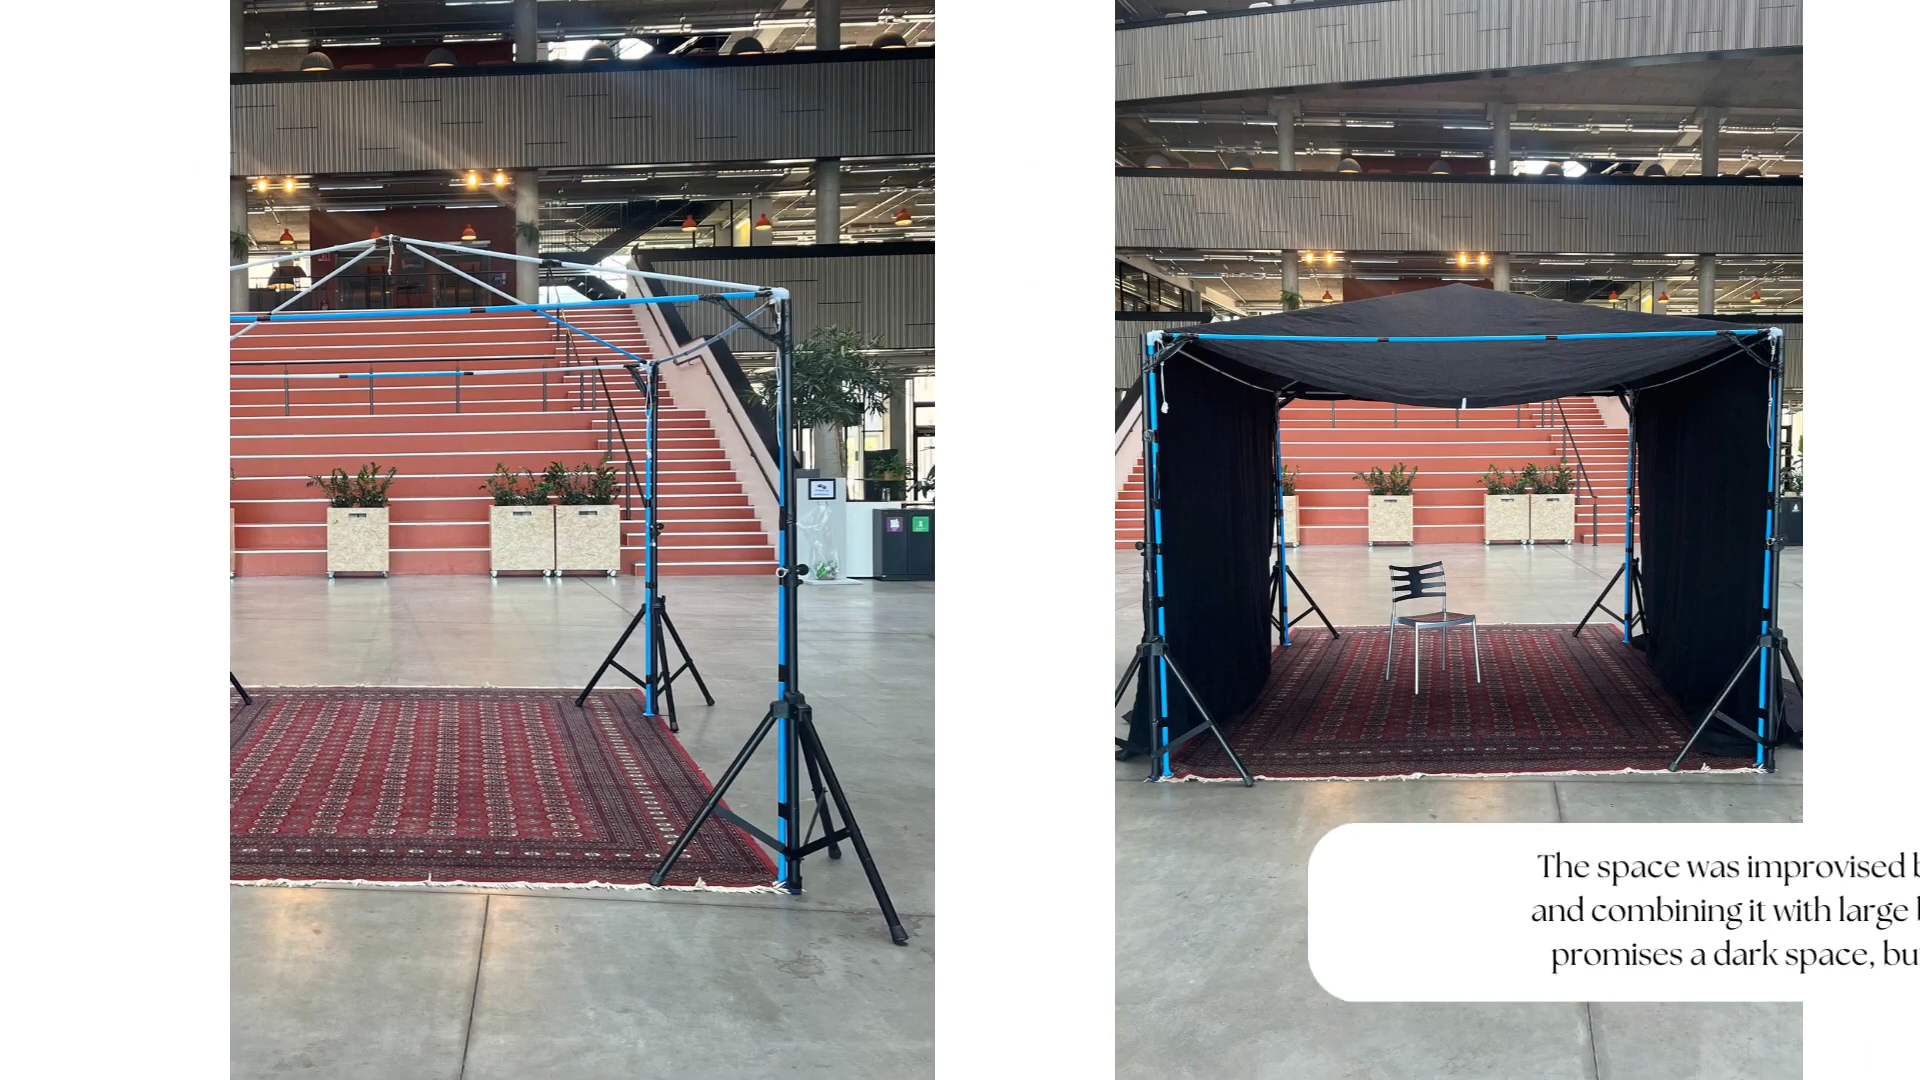 The space was improvised
and combining it with large
promises a dark space,